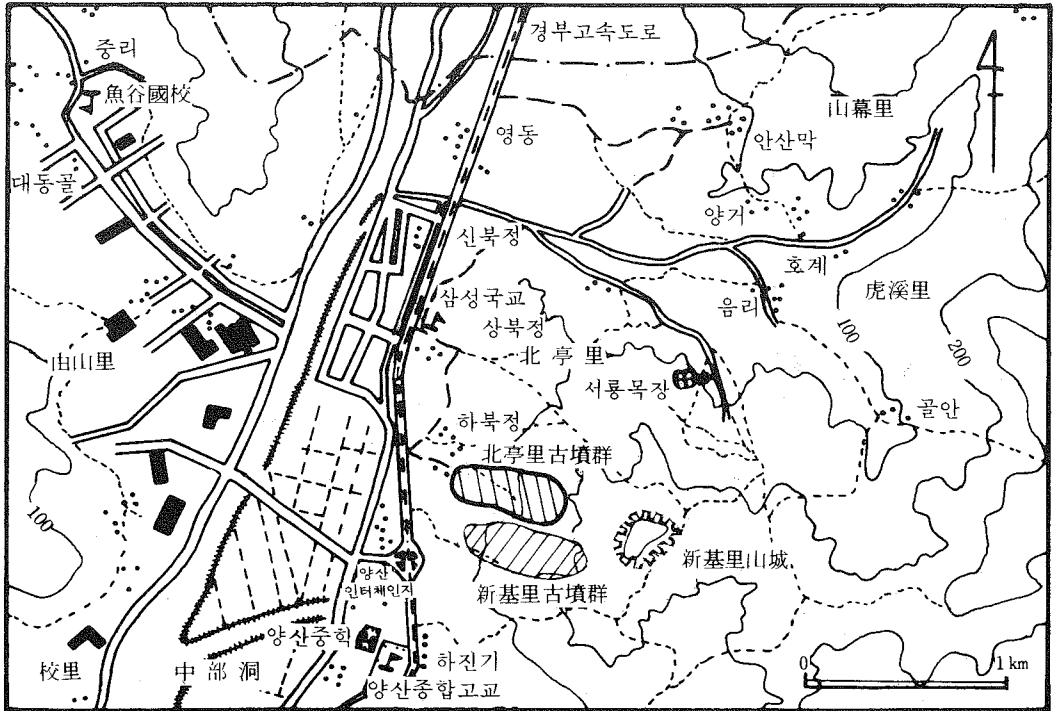 경부고속도로
중리
魚谷國校
山幕里
영동
안산막
대동골
양거
신북정
호계
虎溪里
음리
삼성국교
상북정
100
200
由山里
北亭里
서룡목장
골안
하북정
北亭里古墳群
100
新基里山城
양산
인터체인지
新基里古墳群
양산중학
하진기
校里
中部洞
양산종합고교
0
1 km